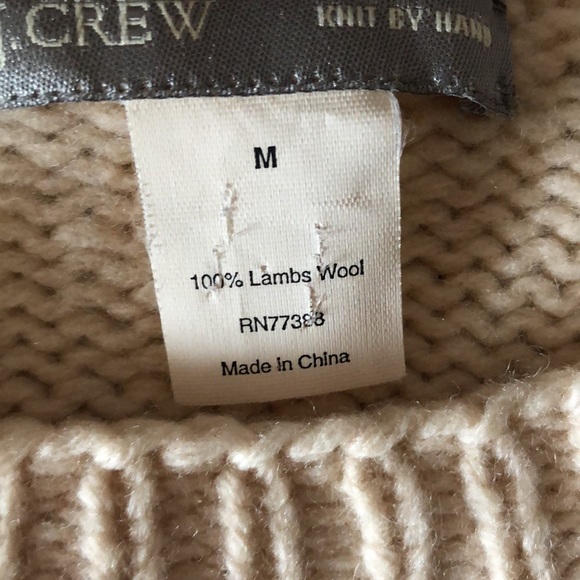 J.CREW
KNIT BY HAND
M
100% Lambs Wool
RN77388
Made In China